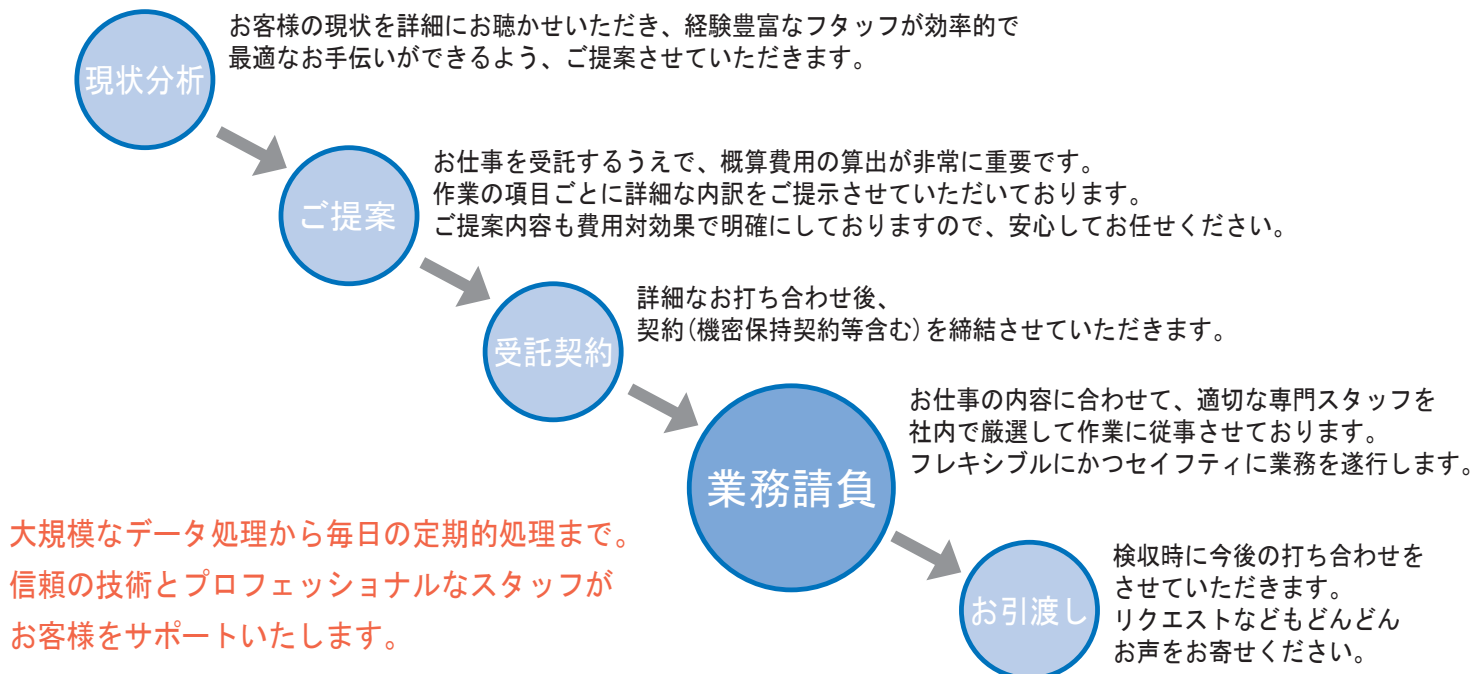 現状分析
お客様の現状を詳細にお聴かせいただき、経験豊富なフタッフが効率的で
最適なお手伝いができるよう、ご提案させていただきます。
ご提案
お仕事を受託するうえで、概算費用の算出が非常に重要です。
作業の項目ごとに詳細な内訳をご提示させていただいております。
ご提案内容も費用対効果で明確にしておりますので、安心してお任せください。
受託契約
詳細なお打ち合わせ後、
契約(機密保持契約等含む)を締結させていただきます。
業務請負
お仕事の内容に合わせて、適切な専門スタッフを
社内で厳選して作業に従事させております。
フレキシブルにかつセイフティに業務を遂行します。
お引渡し
検収時に今後の打ち合わせを
させていただきます。
リクエストなどもどんどん
お声をお寄せください。
大規模なデータ処理から毎日の定期的処理まで。
信頼の技術とプロフェッショナルなスタッフが
お客様をサポートいたします。